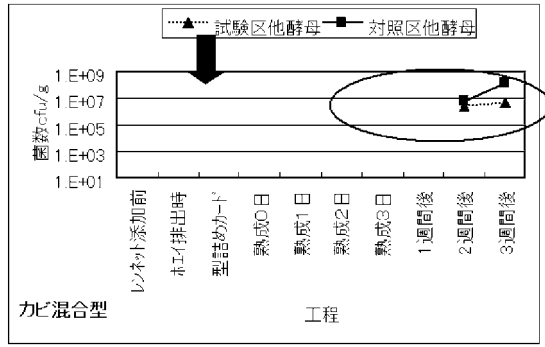 試験区他酵母 対照区他酵母
菌数cfu/g
1.E+09
1.E+07
1.E+05
1.E+03
1.E+01
レンネット添加前
ホエイ排出時
型詰めカード
熟成0日
熟成1日
熟成2日
熟成3日
1週間後
2週間後
3週間後
カビ混合型
工程